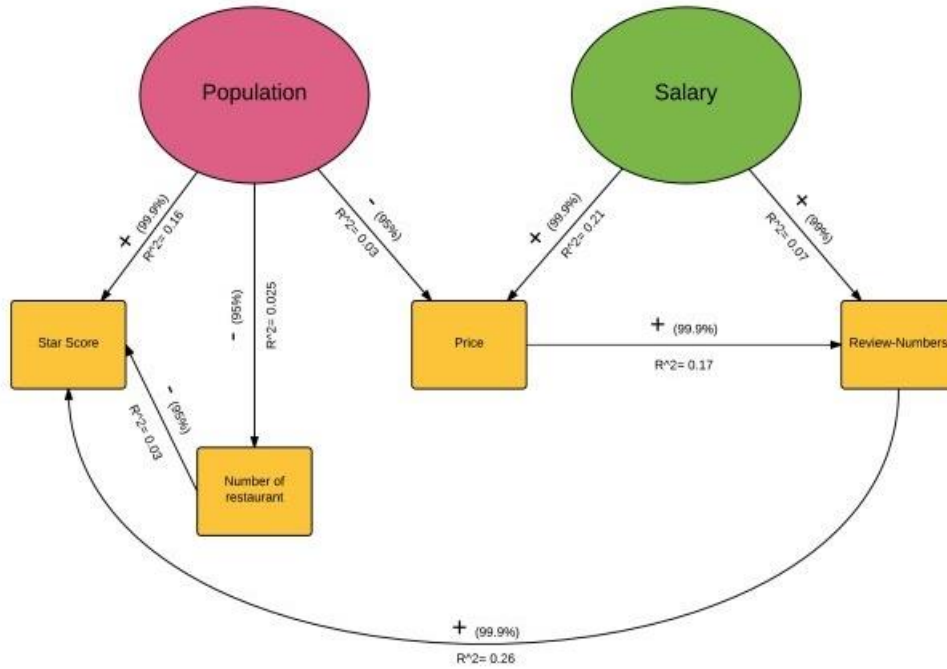 Population
Salary
+ (99.9%)
R^2= 0.16
- (95%)
R^2= 0.025
- (95%)
R^2= 0.03
+ (99.9%)
R^2= 0.21
+ (99%)
R^2= 0.07
Star Score
Price
+ (99.9%)
R^2= 0.17
Review-Numbers
- (95%)
R^2= 0.03
Number of
restaurant
+ (99.9%)
R^2= 0.26